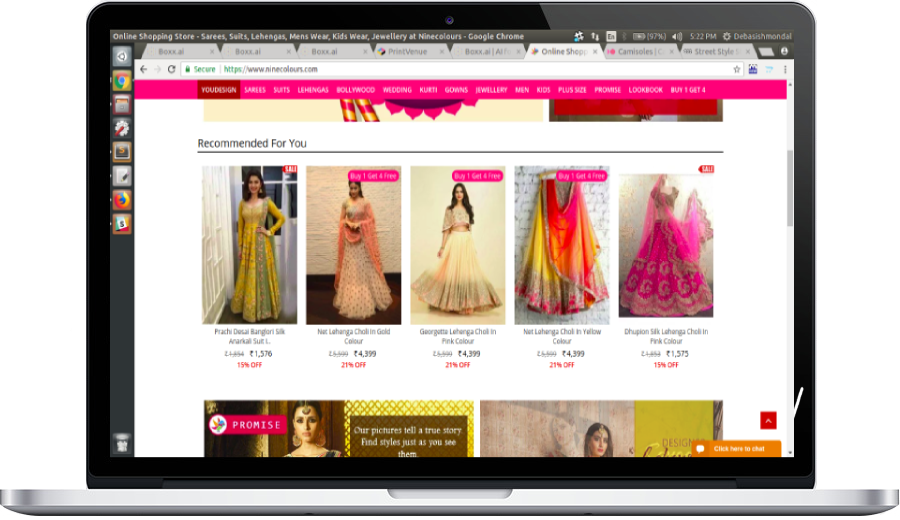 Online Shopping Store - Sarees, Suits, Lehengas, Mens Wear, Kids Wear, Jewellery at Ninecolours - Google Chrome
En (97%) 5:22 PM Debasishmondal
Boxx.ai Boxx.ai Boxx.ai PrintVenue Boxx.ai | AI Online Shopp Camisoles | C Street Style
Secure https://www.ninecolours.com
YOUDESIGN SAREES SUITS LEHENGAS BOLLYWOOD WEDDING KURTI GOWNS JEWELLERY MEN KIDS PLUS SIZE PROMISE LOOKBOOK BUY 1 GET 4
Recommended For You
SALE
Buy 1 Get 4 Free
Buy 1 Get 4 Free
Buy 1 Get 4 Free
SALE
Prachi Desai Banglori Silk
Anarkali Suit I..
₹1,854 ₹1,576
15% OFF
Net Lehenga Choli In Gold
Colour
₹5,599 ₹4,399
21% OFF
Georgette Lehenga Choli In
Pink Colour
₹5,599 ₹4,399
21% OFF
Net Lehenga Choli In Yellow
Colour
₹5,599 ₹4,399
21% OFF
Dhupion Silk Lehenga Choli In
Pink Colour
₹1,853 ₹1,575
15% OFF
PROMISE
Our pictures tell a true story
Find styles just as you see
them
DESIGNER
Click here to chat